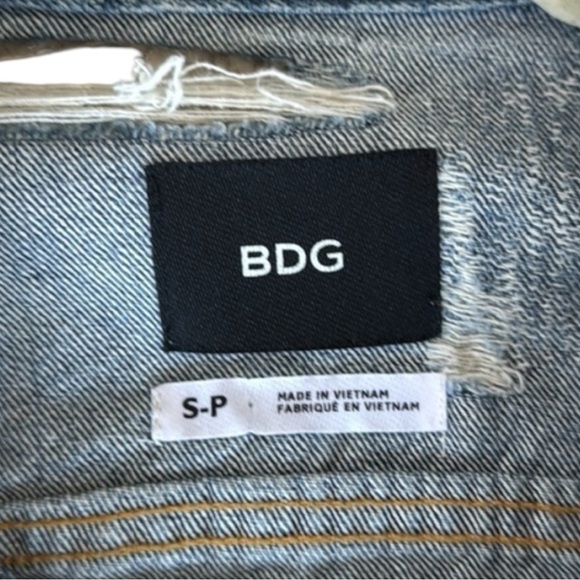 BDG
S-P
MADE IN VIETNAM
FABRIQUÉ EN VIETNAM